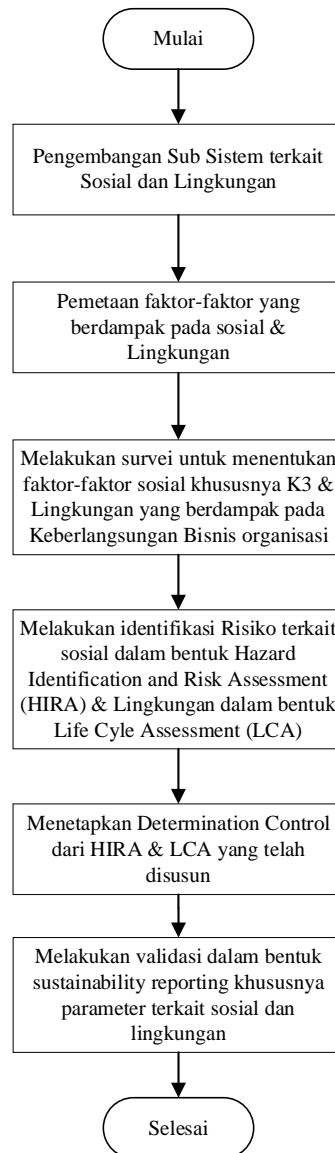 Mulai
Pengembangan Sub Sistem terkait
Sosial dan Lingkungan
Pemetaan faktor-faktor yang
berdampak pada sosial &
Lingkungan
Melakukan survei untuk menentukan
faktor-faktor sosial khususnya K3 &
Lingkungan yang berdampak pada
Keberlangsungan Bisnis organisasi
Melakukan identifikasi Risiko terkait
sosial dalam bentuk Hazard
Identification and Risk Assessment
(HIRA) & Lingkungan dalam bentuk
Life Cyle Assessment (LCA)
Menetapkan Determination Control
dari HIRA & LCA yang telah
disusun
Melakukan validasi dalam bentuk
sustainability reporting khususnya
parameter terkait sosial dan
lingkungan
Selesai